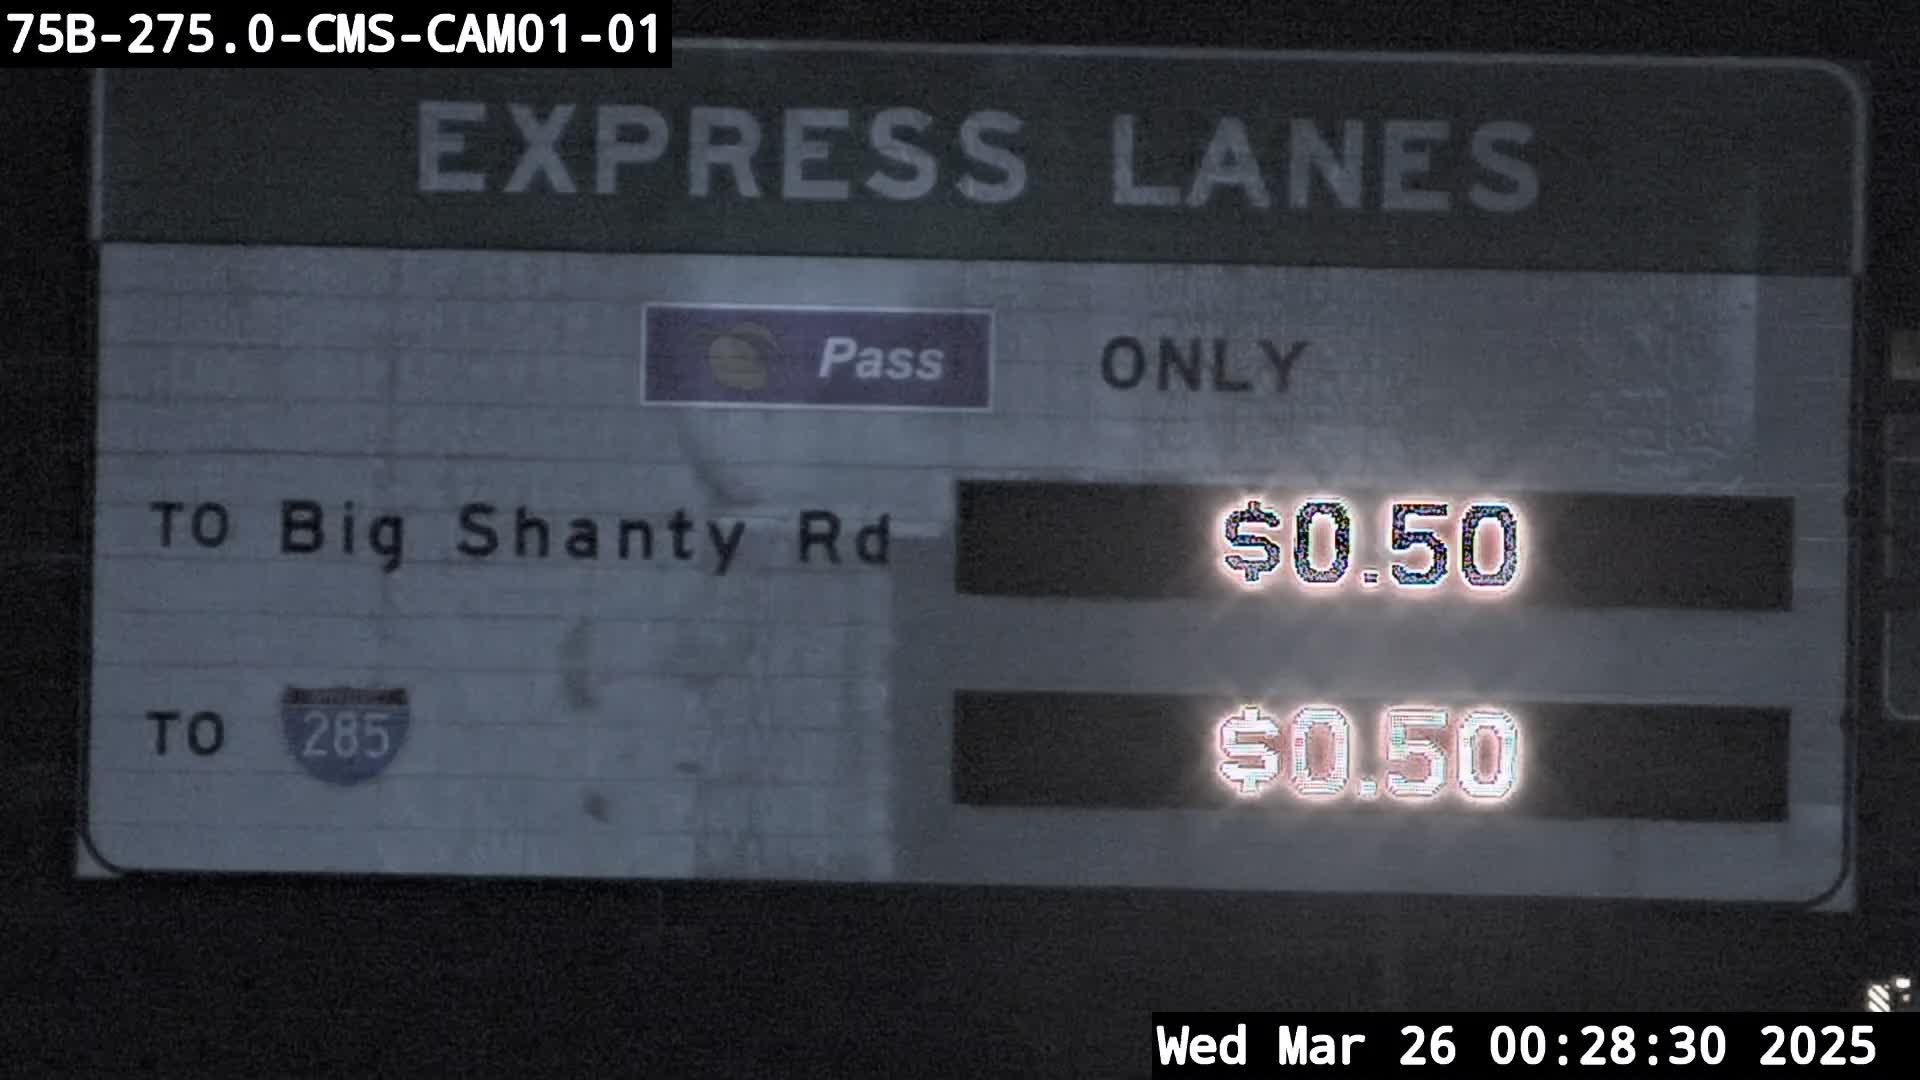 75B-275.0-CMS-CAM01-01
EXPRESS LANES
Pass ONLY
TO Big Shanty Rd $0.50
TO 285 $0.50
Wed Mar 26 00:28:30 2025